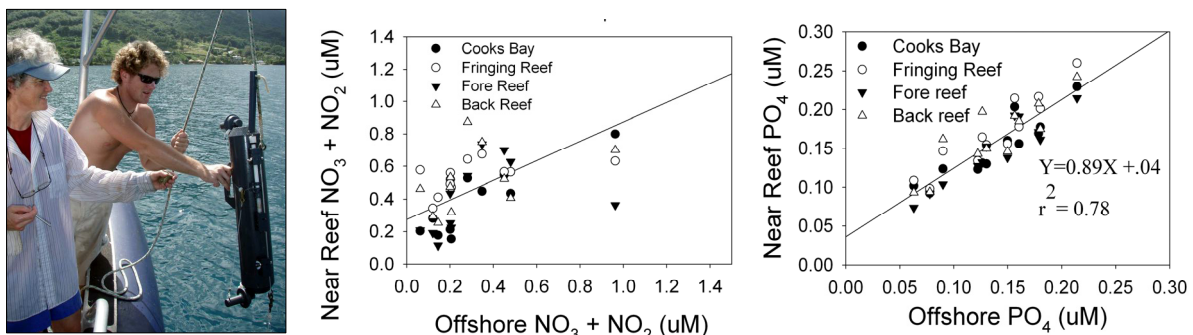 Near Reef NO3 + NO2 (uM)
1.4
1.2
1.0
0.8
0.6
0.4
0.2
0.0
Cooks Bay
Fringing Reef
Fore Reef
Back Reef
0.0 0.2 0.4 0.6 0.8 1.0 1.2 1.4
Offshore NO3 + NO2 (uM)
Near Reef PO4 (uM)
0.30
0.25
0.20
0.15
0.10
0.05
0.00
Cooks Bay
Fringing Reef
Fore reef
Back reef
Y=0.89X +.04
2
r = 0.78
0.00 0.05 0.10 0.15 0.20 0.25 0.30
Offshore PO4 (uM)